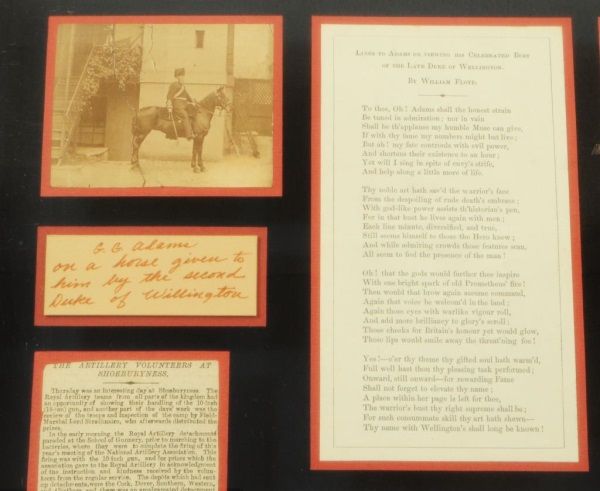 G. G Adams
on a horse given to
him by the second
Duke of Willington
THE ARTILLERY VOLUNTEERS AT
SHOEBURYNESS.
Thursday was an interesting day at Shoeburyness. The
Royal Artillery teams from all parts of the kingdom had
an opportunity of showing their handling of the 10-inch
(18-ton) gun, and another part of the days' work was the
review of the troops and inspection of the camp by Field-
Marshal Lord Strathnairn, who afterwards distributed the
prizes.
In the early morning the Royal Artillery detachments
paraded at the School of Gunnery, prior to marching to the
batteries, where they were to complete the firing of this
year's meeting of the National Artillery Association. This
firing was with the 10 inch gun, and for prizes which the
association gave to the Royal Artillery in acknowledgment
of the instruction and kindness received by the volun-
teers from the regular service. The depôts which had sent
up detachments, were the Cork, Dover, Southern, Western,
Lines to Adams on viewing his Celebrated Bust
of the Late Duke of Wellington.
By William Floyd.
To thee, Oh! Adams shall the honest strain
Be tuned in admiration; nor in vain
Shall be th'applause my humble Muse can give,
If with thy fame my numbers might but live;
But ah! my fate controuls with evil power,
And shortens their existence to an hour;
Yet will I sing in spite of envy's strife,
And help along a little more of life.
Thy noble art hath sav'd the warrior's face
From the despoiling of rude death's embrace;
With god-like power assists th'historian's pen,
For in that bust he lives again with men;
Each line minute, diversified, and true,
Still seems himself to those the Hero knew;
And while admiring crowds those features scan,
All seem to feel the presence of the man!
Oh! that the gods would further thee inspire
With one bright spark of old Prometheus' fire!
Then would that brow again assume command,
Again that voice be welcom'd in the land;
Again those eyes with warlike vigour roll,
And add more brilliancy to glory's scroll;
Those cheeks for Britain's honour yet would glow,
Those lips would smile away the threat'ning foe!
Yes!—o'er thy theme thy gifted soul hath warm'd,
Full well hast thou thy pleasing task performed;
Onward, still onward—for rewarding Fame
Shall not forget to elevate thy name;
A place within her page is left for thee,
The warrior's bust thy right supreme shall be;
For such consummate skill thy art hath shewn—
Thy name with Wellington's shall long be known!